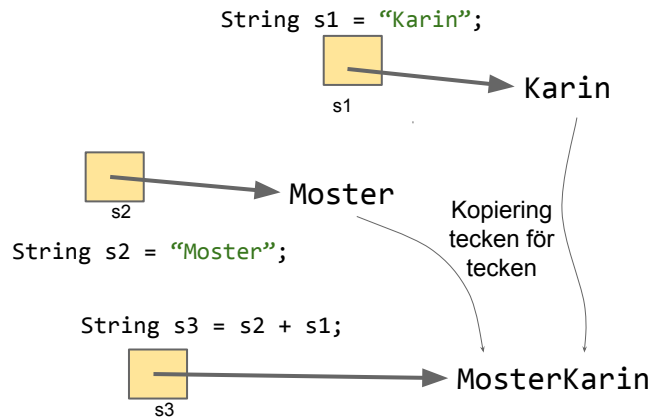 String s1 = “Karin”;
s1
Karin
s2
Moster
String s2 = “Moster”;
Kopiering
tecken för
tecken
String s3 = s2 + s1;
s3
MosterKarin